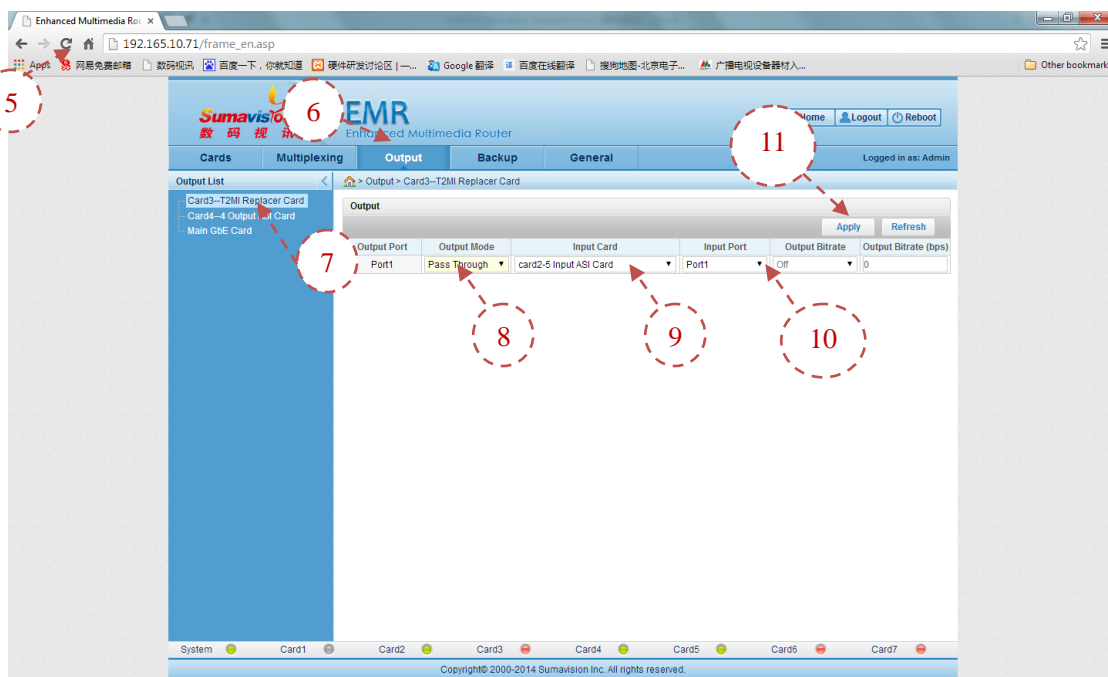 Enhanced Multimedia Rou ×
192.165.10.71/frame_en.asp
Apps 网易免费邮箱 数码视讯 百度一下，你就知道 硬件研发讨论区 | —... Google 翻译 百度在线翻译 搜狗地图-北京电子... 广播电视设备器材入... Other bookmark
5
6
11
Sumavision EMR
数码视讯 Enhanced Multimedia Router
Home Logout Reboot
Cards Multiplexing Output Backup General Logged in as: Admin
Output List < > Output > Card3--T2MI Replacer Card
Card3--T2MI Replacer Card
Card4--4 Output ASI Card
Main GbE Card
Output
Apply Refresh
Output Port Output Mode Input Card Input Port Output Bitrate Output Bitrate (bps)
Port1 Pass Through card2-5 Input ASI Card Port1 Off 0
7
8
9
10
System Card1 Card2 Card3 Card4 Card5 Card6 Card7
Copyright© 2000-2014 Sumavision Inc. All rights reserved.